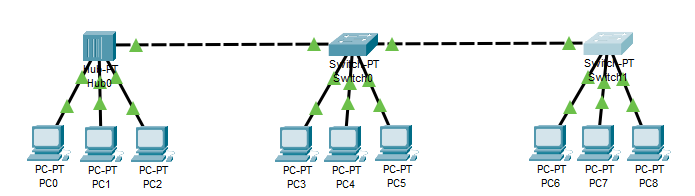 Hub-PT
Hub0
Switch-PT
Switch0
Switch-PT
Switch1
PC-PT
PC0
PC-PT
PC1
PC-PT
PC2
PC-PT
PC3
PC-PT
PC4
PC-PT
PC5
PC-PT
PC6
PC-PT
PC7
PC-PT
PC8